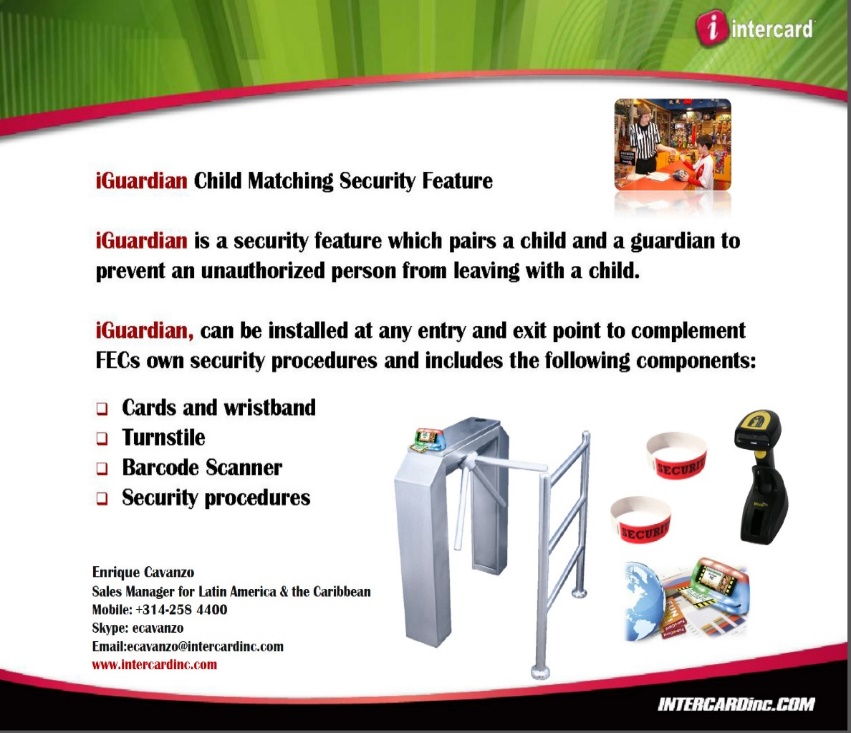 intercard
iGuardian Child Matching Security Feature
iGuardian is a security feature which pairs a child and a guardian to
prevent an unauthorized person from leaving with a child.
iGuardian, can be installed at any entry and exit point to complement
FECs own security procedures and includes the following components:
Cards and wristband
Turnstile
Barcode Scanner
Security procedures
SECURI
SECURI
Enrique Cavanzo
Sales Manager for Latin America & the Caribbean
Mobile: +314-258 4400
Skype: ecavanzo
Email:ecavanzo@intercardinc.com
www.intercardinc.com
INTERCARDinc.COM